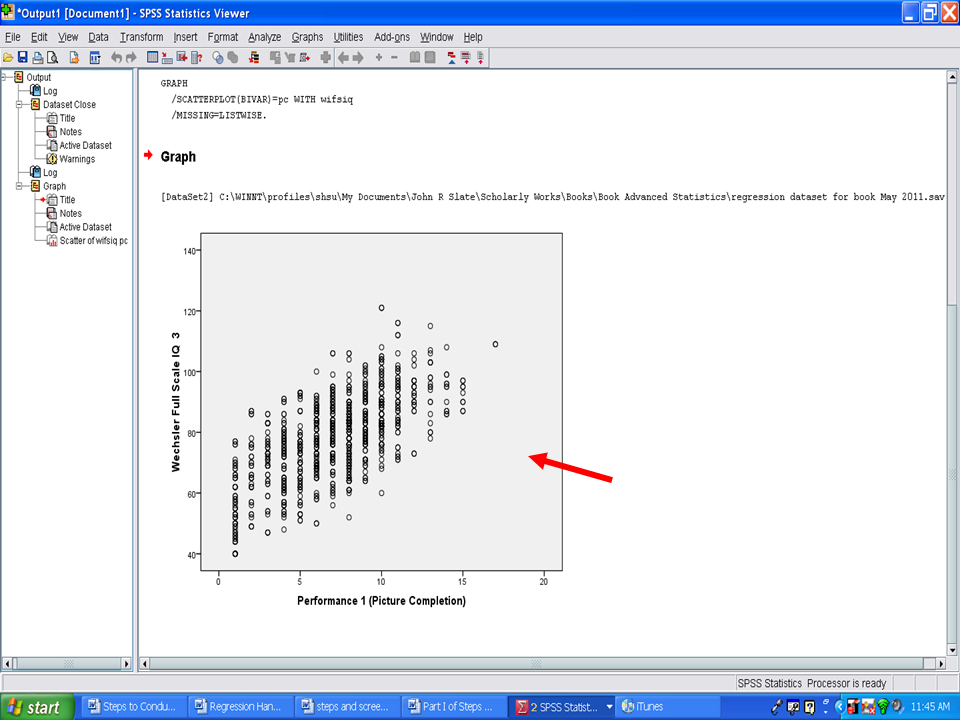 *Output1 [Document1] - SPSS Statistics Viewer
File Edit View Data Transform Insert Format Analyze Graphs Utilities Add-ons Window Help
Output
Log
Dataset Close
Title
Notes
Active Dataset
Warnings
Log
Graph
Title
Notes
Active Dataset
Scatter of wifsiq pc
GRAPH
/SCATTERPLOT(BIVAR)=pc WITH wifsiq
/MISSING=LISTWISE.
Graph
[DataSet2] C:\WINNT\profiles\shsu\My Documents\John R Slate\Scholarly Works\Books\Book Advanced Statistics\regression dataset for book May 2011.sav
Wechsler Full Scale IQ 3
140
120
100
80
60
40
0 5 10 15 20
Performance 1 (Picture Completion)
SPSS Statistics Processor is ready
start Steps to Condu... Regression Han... steps and scree... Part I of Steps ... 2 SPSS Statist... iTunes 11:45 AM